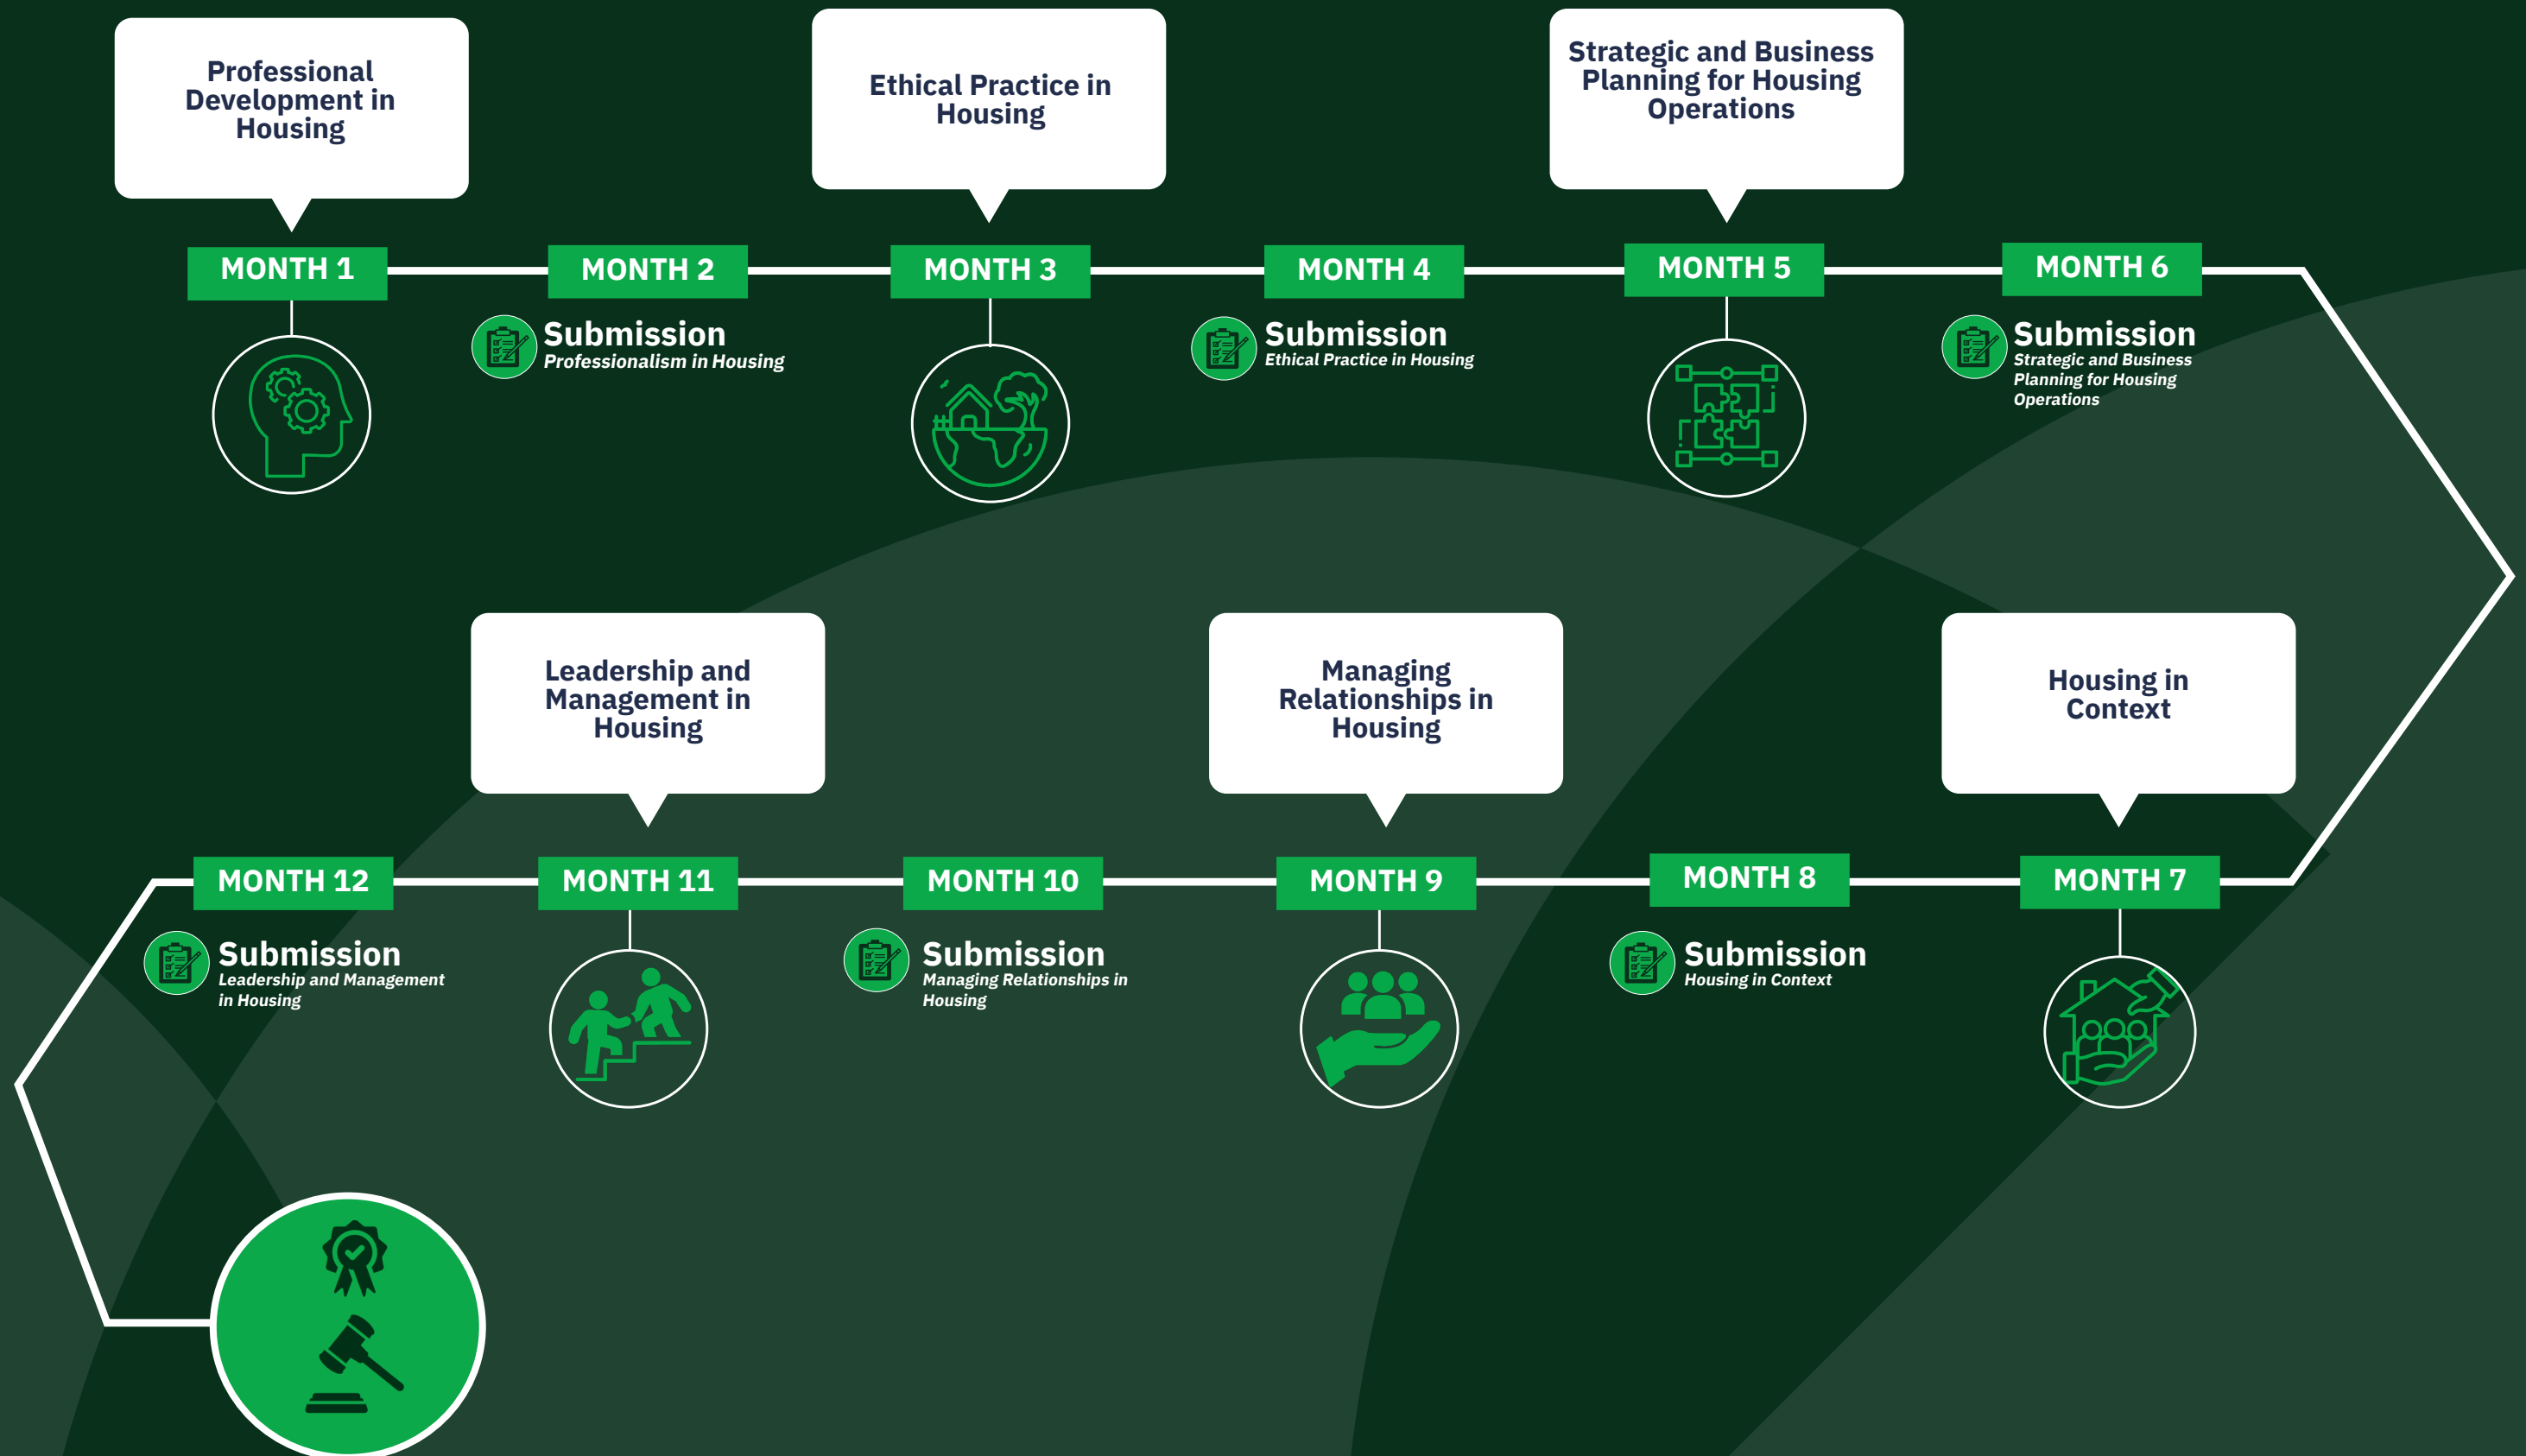 Professional
Development in
Housing
Ethical Practice in
Housing
Strategic and Business
Planning for Housing
Operations
MONTH 1
MONTH 2
MONTH 3
MONTH 4
MONTH 5
MONTH 6
Submission
Professionalism in Housing
Submission
Ethical Practice in Housing
Submission
Strategic and Business
Planning for Housing
Operations
Leadership and
Management in
Housing
Managing
Relationships in
Housing
Housing in
Context
MONTH 12
MONTH 11
MONTH 10
MONTH 9
MONTH 8
MONTH 7
Submission
Leadership and Management
in Housing
Submission
Managing Relationships in
Housing
Submission
Housing in Context